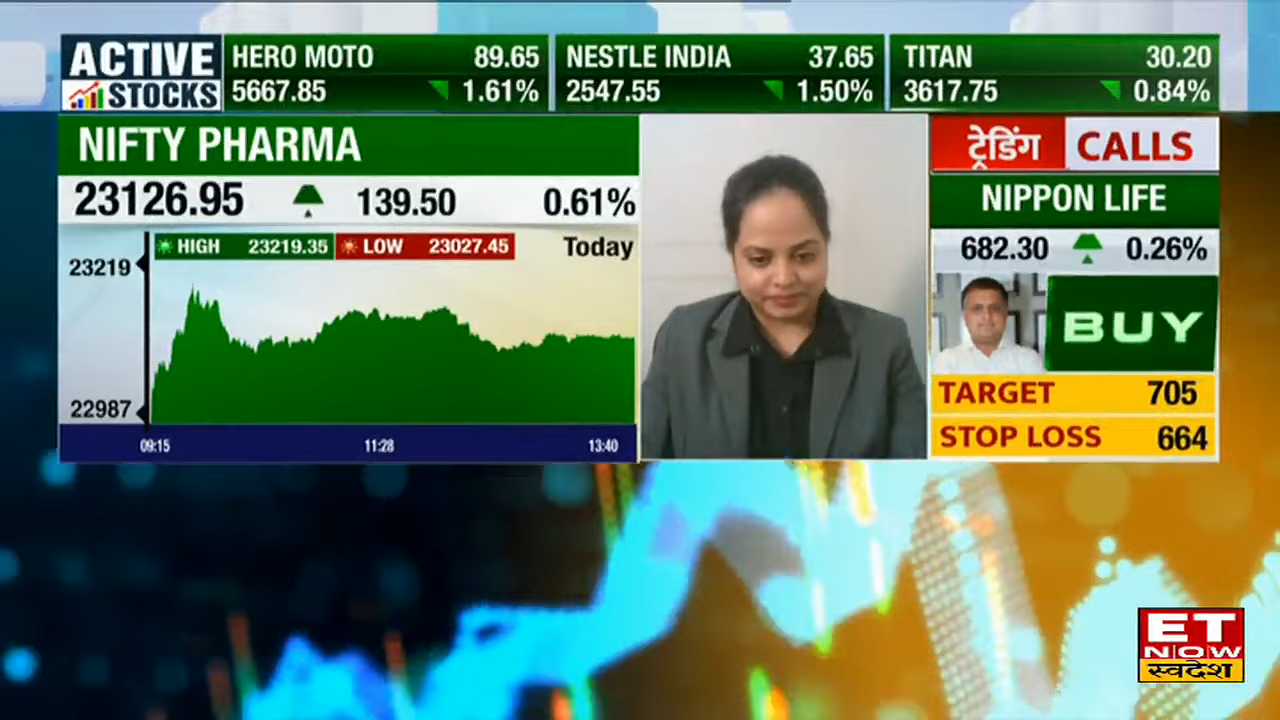 ACTIVE
STOCKS
HERO MOTO 89.65
5667.85 1.61%
NESTLE INDIA 37.65
2547.55 1.50%
TITAN 30.20
3617.75 0.84%
NIFTY PHARMA
23126.95 139.50 0.61%
HIGH 23219.35 LOW 23027.45 Today
23219
22987
09:15 11:28 13:40
ट्रेडिंग CALLS
NIPPON LIFE
682.30 0.26%
BUY
TARGET 705
STOP LOSS 664
ET
NOW
स्वदेश